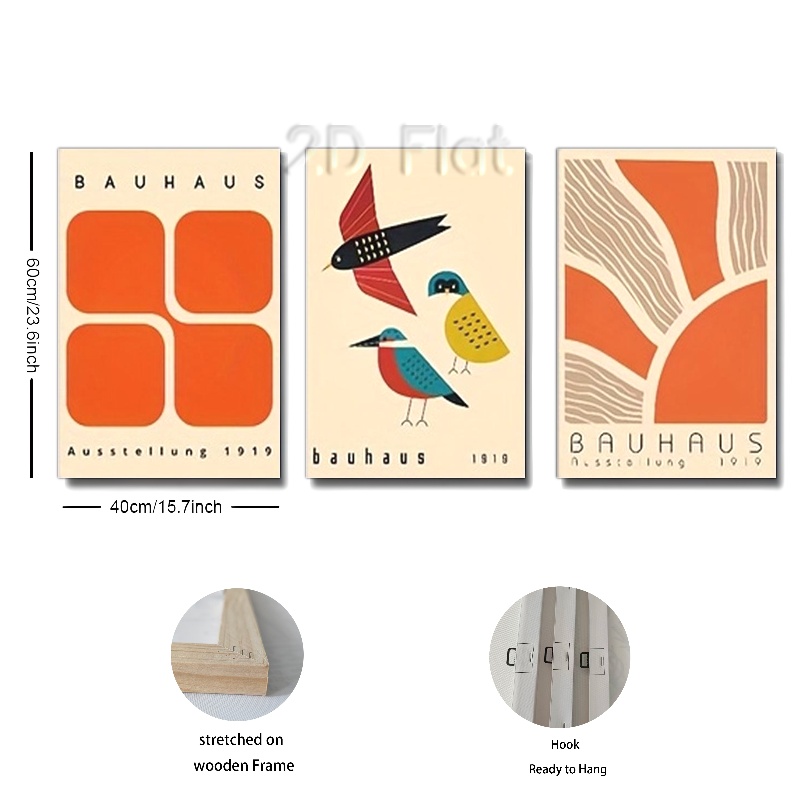 2D Flat
BAUHAUS
Ausstellung 1919
bauhaus 1919
BAUHAUS
Ausstellung 1919
60cm/23.6inch
40cm/15.7inch
stretched on
wooden Frame
Hook
Ready to Hang